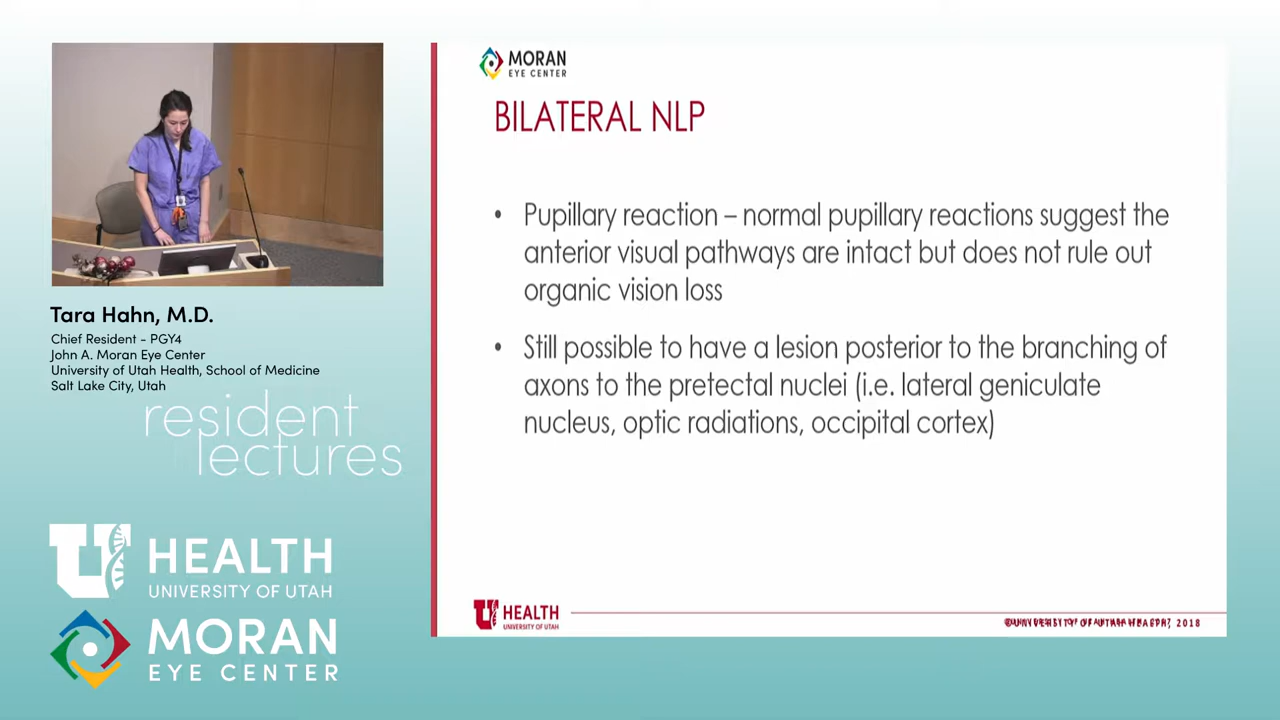 Tara Hahn, M.D.
Chief Resident - PGY4
John A. Moran Eye Center
University of Utah Health, School of Medicine
Salt Lake City, Utah
resident
lectures
U HEALTH
UNIVERSITY OF UTAH
MORAN
EYE CENTER
MORAN
EYE CENTER
BILATERAL NLP
• Pupillary reaction – normal pupillary reactions suggest the
anterior visual pathways are intact but does not rule out
organic vision loss
• Still possible to have a lesion posterior to the branching of
axons to the pretectal nuclei (i.e. lateral geniculate
nucleus, optic radiations, occipital cortex)
U HEALTH
UNIVERSITY OF UTAH
UNIVERSITY OF UTAH HEALTH, 2018